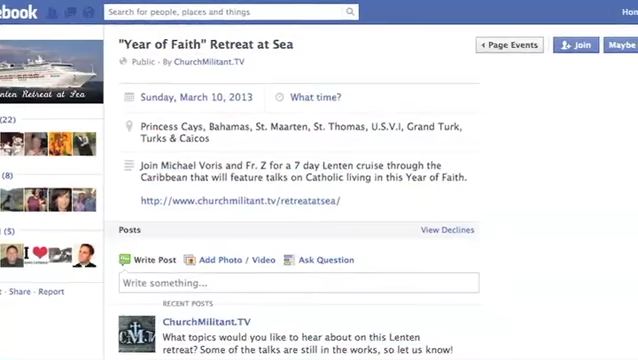 cebook
Search for people, places and things
Hom
"Year of Faith" Retreat at Sea
Page Events
Join
Maybe
Public · By ChurchMilitant.TV
enten Retreat at Sea
Sunday, March 10, 2013
What time?
(22)
Princess Cays, Bahamas, St. Maarten, St. Thomas, U.S.V.I, Grand Turk,
Turks & Caicos
Join Michael Voris and Fr. Z for a 7 day Lenten cruise through the
Caribbean that will feature talks on Catholic living in this Year of Faith.
(8)
http://www.churchmilitant.tv/retreatatsea/
(5)
Posts
View Declines
I
Write Post
Add Photo / Video
Ask Question
Write something...
· Share · Report
RECENT POSTS
CMTV
ChurchMilitant.TV
What topics would you like to hear about on this Lenten
retreat? Some of the talks are still in the works, so let us know!